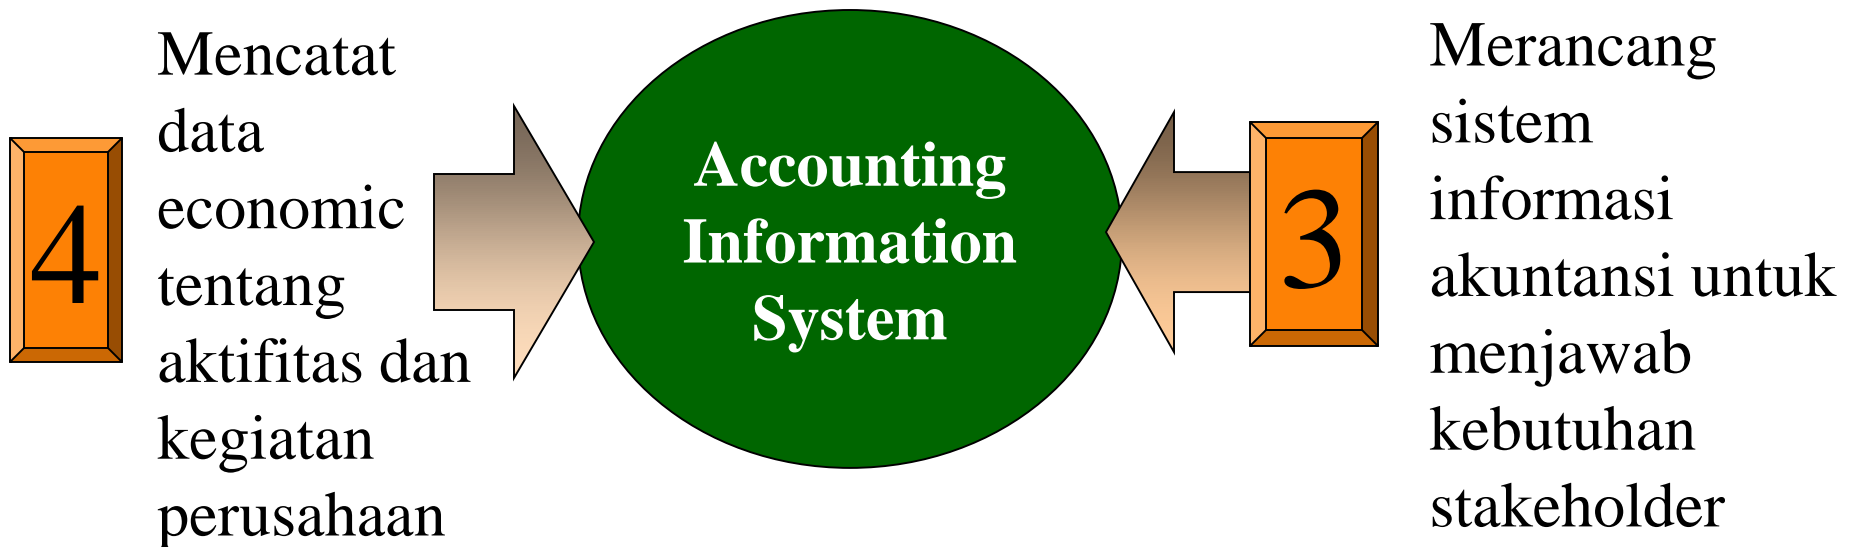 4
Mencatat
data
economic
tentang
aktifitas dan
kegiatan
perusahaan
Accounting
Information
System
3
Merancang
sistem
informasi
akuntansi untuk
menjawab
kebutuhan
stakeholder